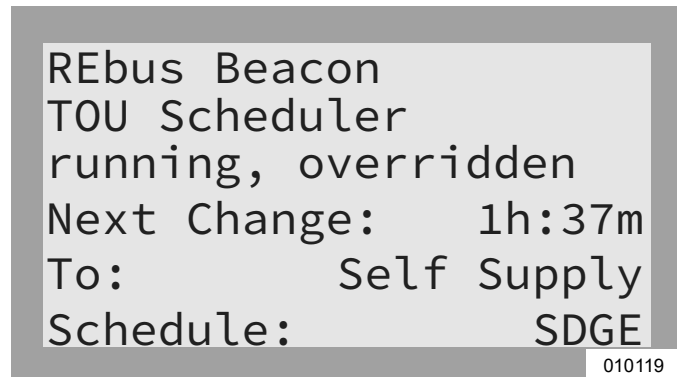 REbus Beacon
TOU Scheduler
running, overridden
Next Change: 1h:37m
To: Self Supply
Schedule: SDGE
010119